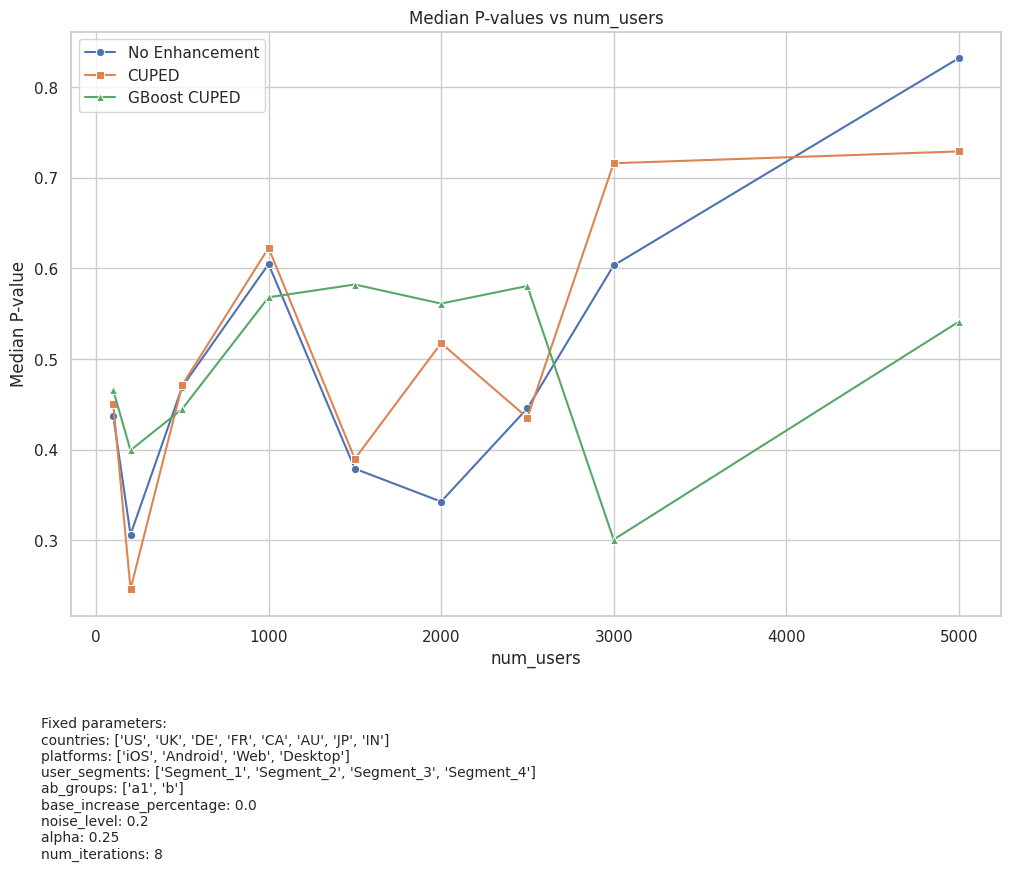 Median P-values vs num_users
No Enhancement
CUPED
GBoost CUPED
Median P-value
0.8
0.7
0.6
0.5
0.4
0.3
0 1000 2000 3000 4000 5000
num_users
Fixed parameters:
countries: ['US', 'UK', 'DE', 'FR', 'CA', 'AU', 'JP', 'IN']
platforms: ['iOS', 'Android', 'Web', 'Desktop']
user_segments: ['Segment_1', 'Segment_2', 'Segment_3', 'Segment_4']
ab_groups: ['a1', 'b']
base_increase_percentage: 0.0
noise_level: 0.2
alpha: 0.25
num_iterations: 8